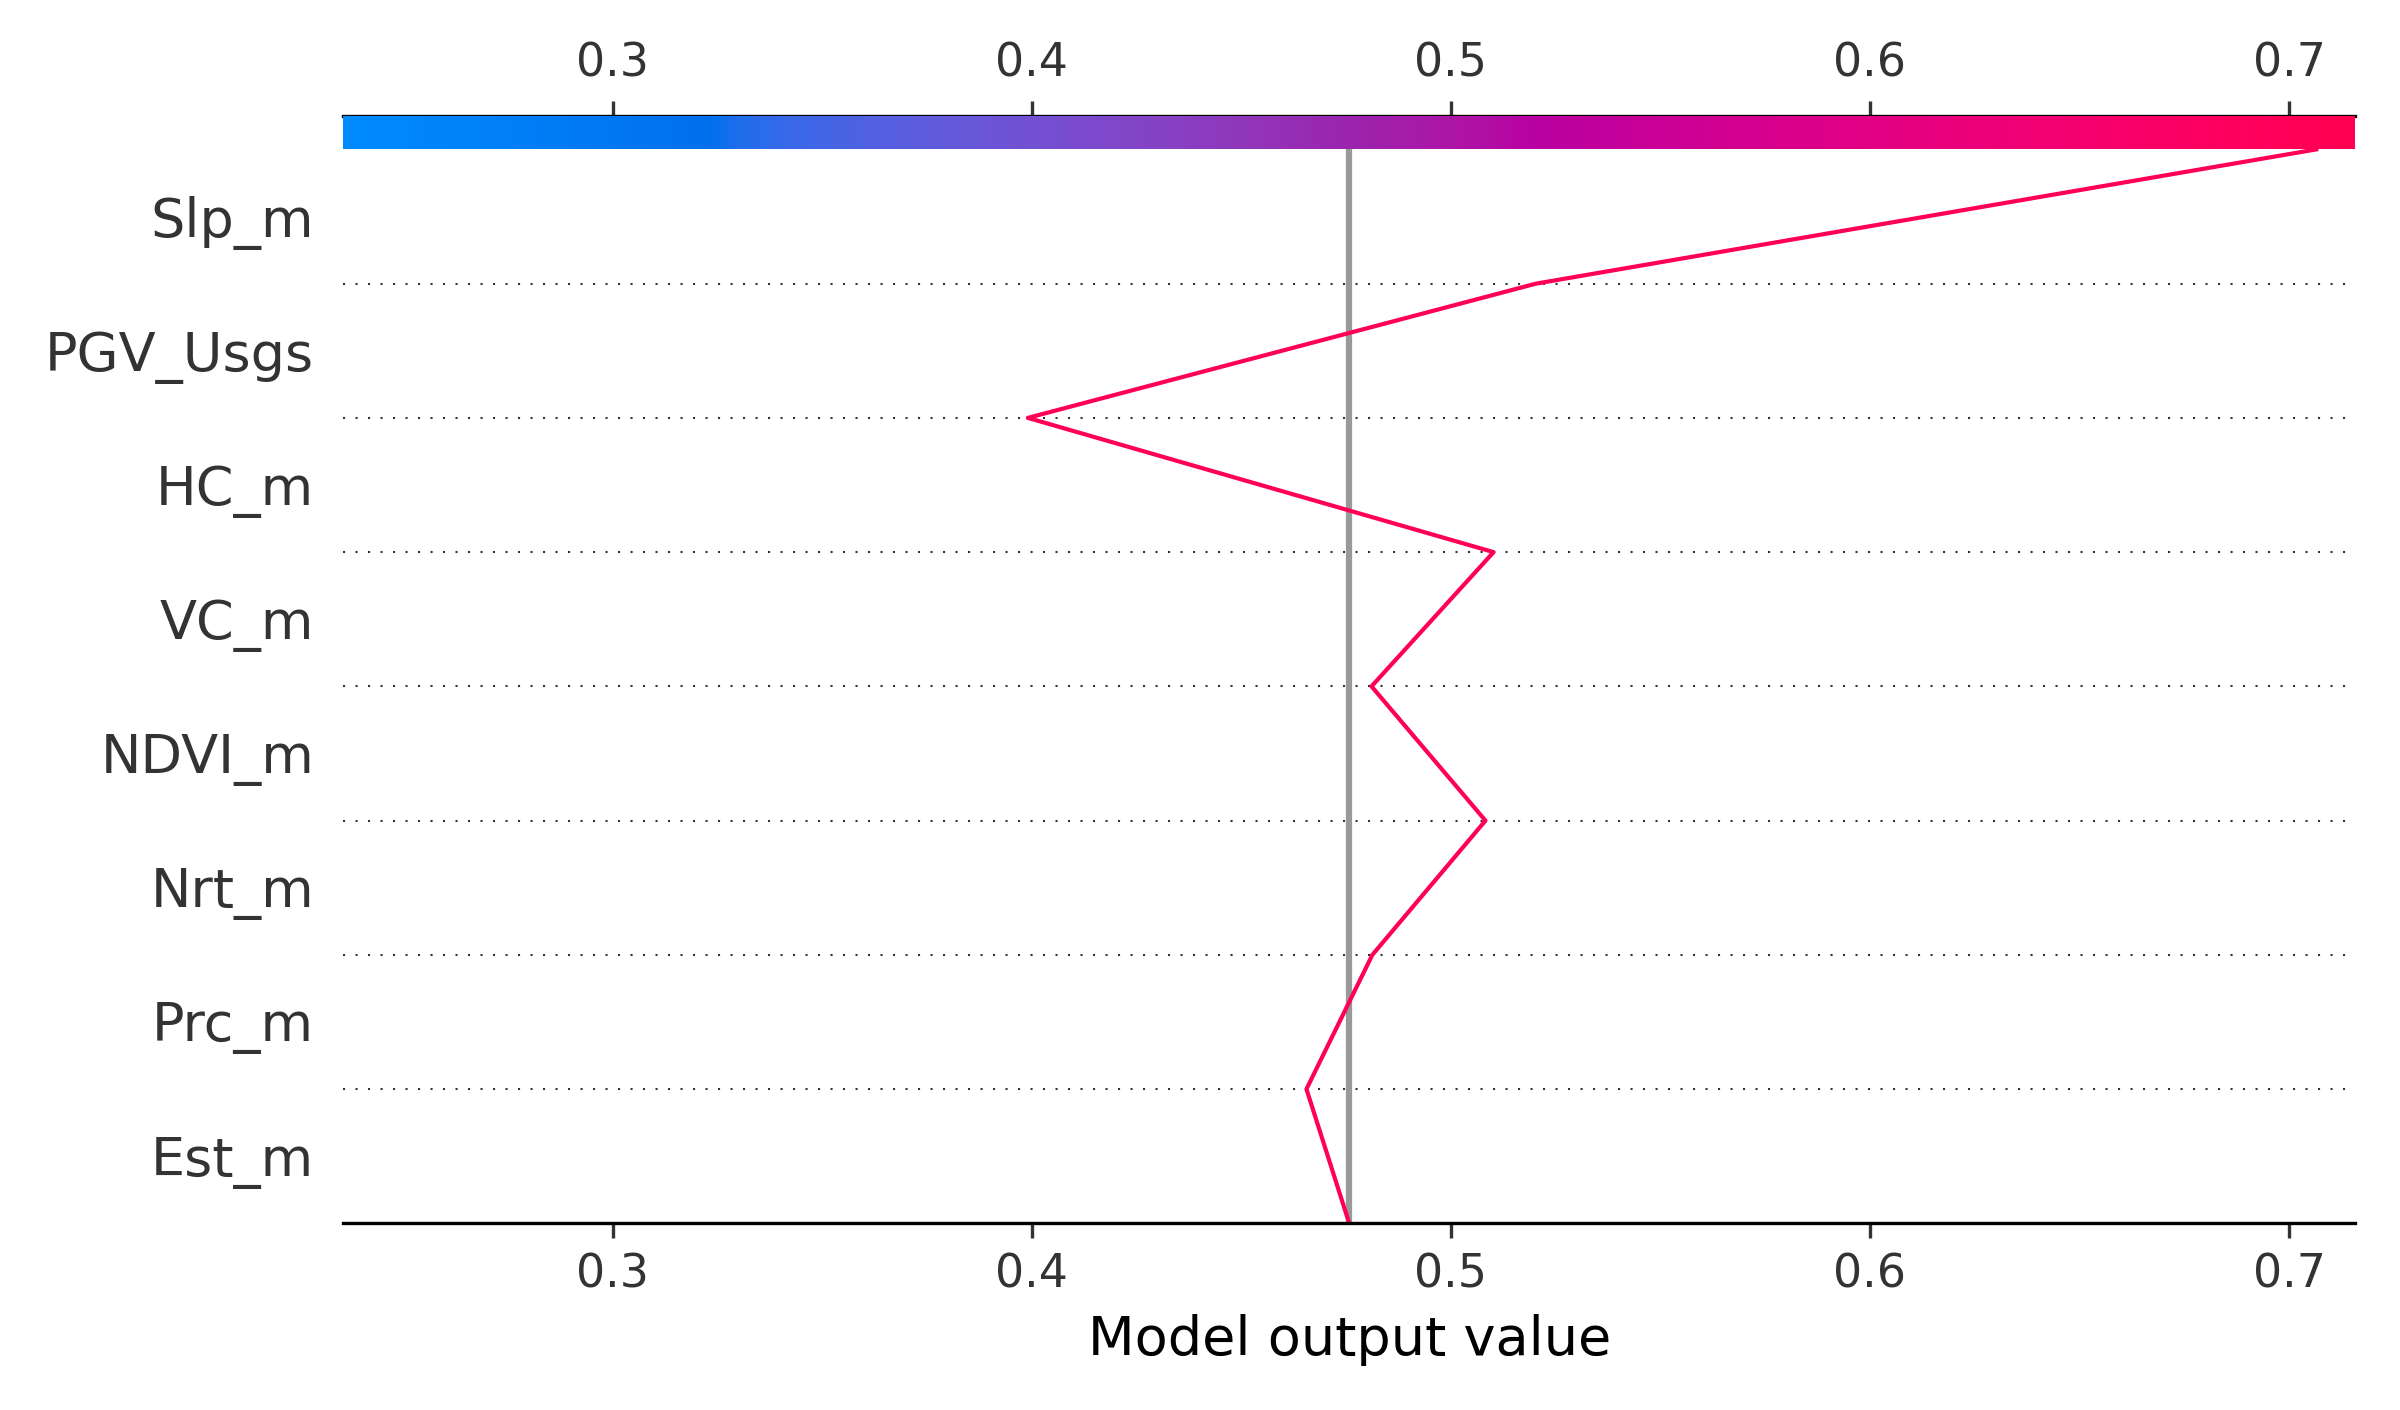 0.3 0.4 0.5 0.6 0.7
Slp_m
PGV_Usgs
HC_m
VC_m
NDVI_m
Nrt_m
Prc_m
Est_m
0.3 0.4 0.5 0.6 0.7
Model output value